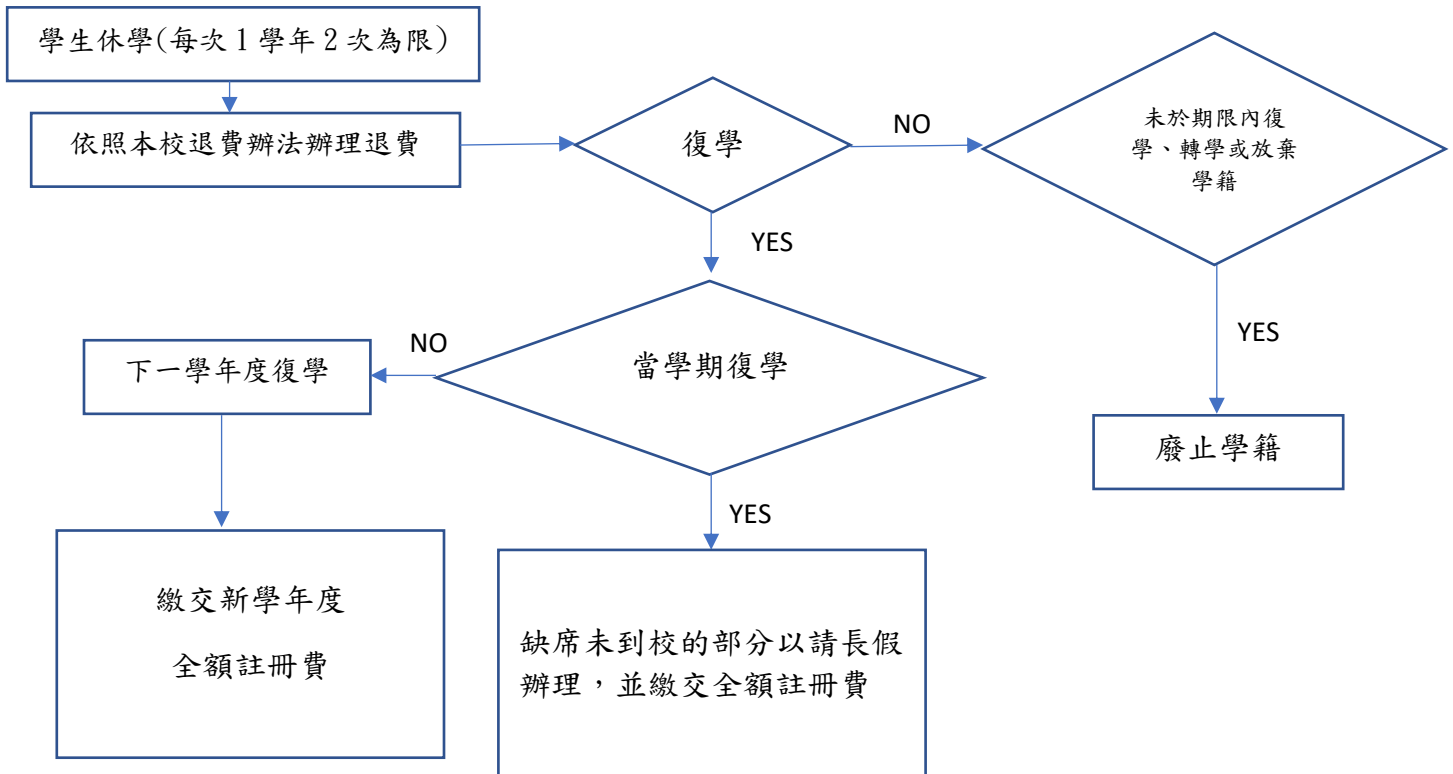 學生休學(每次1學年2次為限)
依照本校退費辦法辦理退費
復學
NO
未於期限內復
學、轉學或放棄
學籍
YES
YES
NO
下一學年度復學
當學期復學
廢止學籍
YES
繳交新學年度
全額註冊費
缺席未到校的部分以請長假
辦理，並繳交全額註冊費